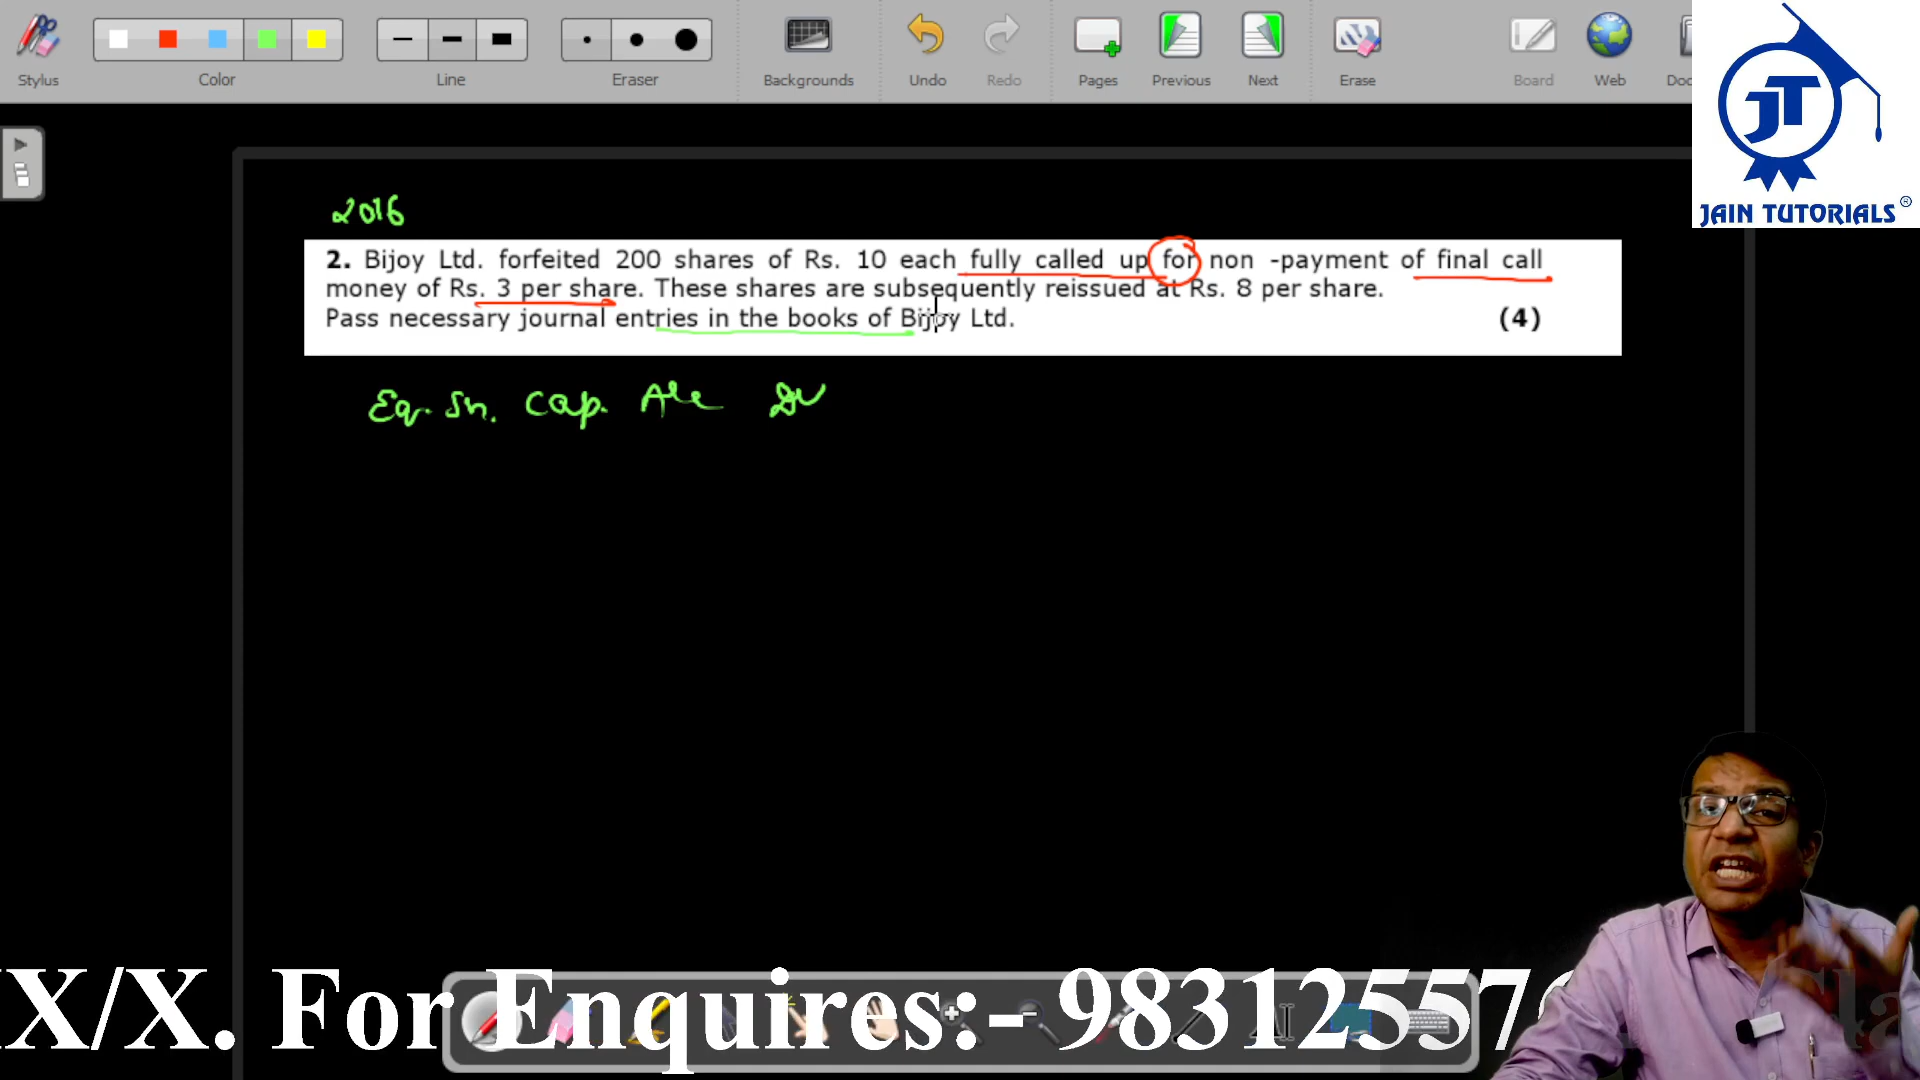 Stylus
Color
Line
Eraser
Backgrounds
Undo
Redo
Pages
Previous
Next
Erase
Board
Web
JT
JAIN TUTORIALS®
2016
2. Bijoy Ltd. forfeited 200 shares of Rs. 10 each fully called up for non -payment of final call
money of Rs. 3 per share. These shares are subsequently reissued at Rs. 8 per share.
Pass necessary journal entries in the books of Bijoy Ltd. (4)
Eq. Sh. Cap. A/c Dr
X/X. For Enquires:- 98312557